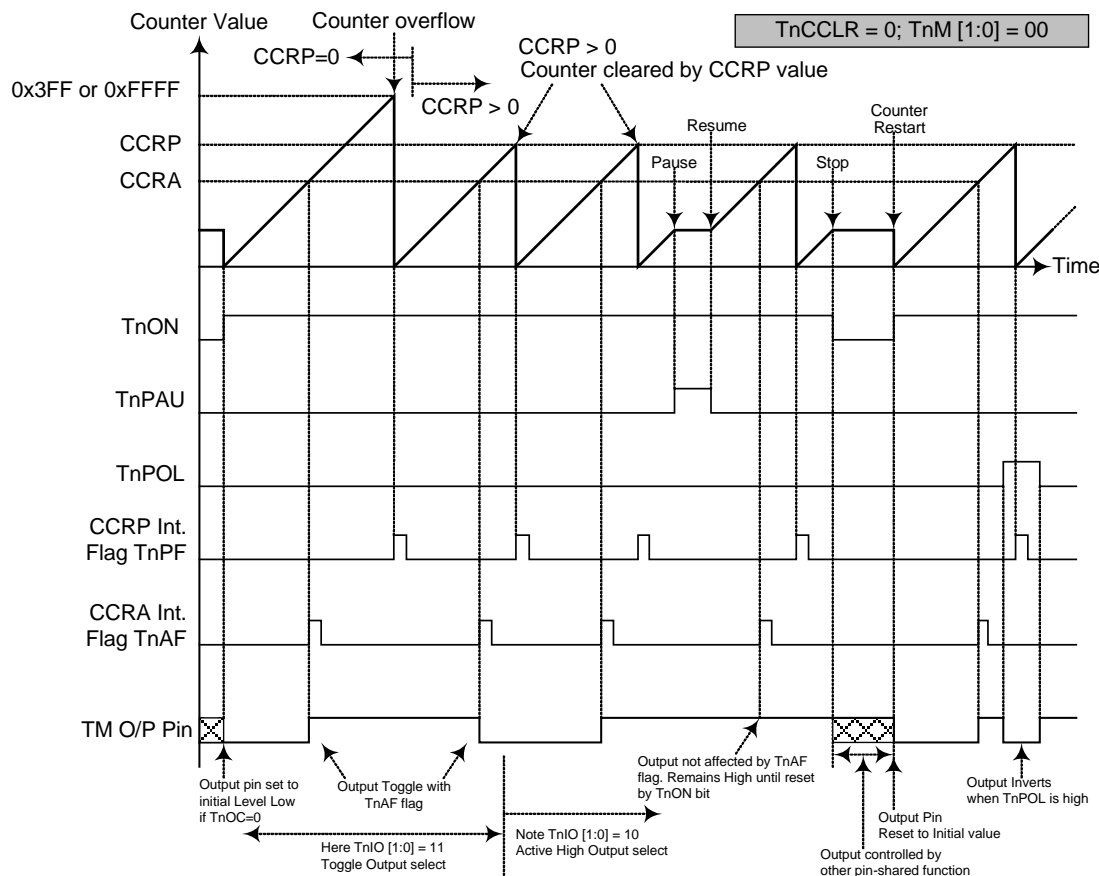 Counter Value
Counter overflow
TnCCLR = 0; TnM [1:0] = 00
CCRP=0
CCRP > 0
CCRP > 0
Counter cleared by CCRP value
0x3FF or 0xFFFF
CCRP
CCRA
Pause
Resume
Stop
Counter
Restart
Time
TnON
TnPAU
TnPOL
CCRP Int.
Flag TnPF
CCRA Int.
Flag TnAF
TM O/P Pin
Output pin set to
initial Level Low
if TnOC=0
Output Toggle with
TnAF flag
Output not affected by TnAF
flag. Remains High until reset
by TnON bit
Output Inverts
when TnPOL is high
Here TnIO [1:0] = 11
Toggle Output select
Note TnIO [1:0] = 10
Active High Output select
Output Pin
Reset to Initial value
Output controlled by
other pin-shared function